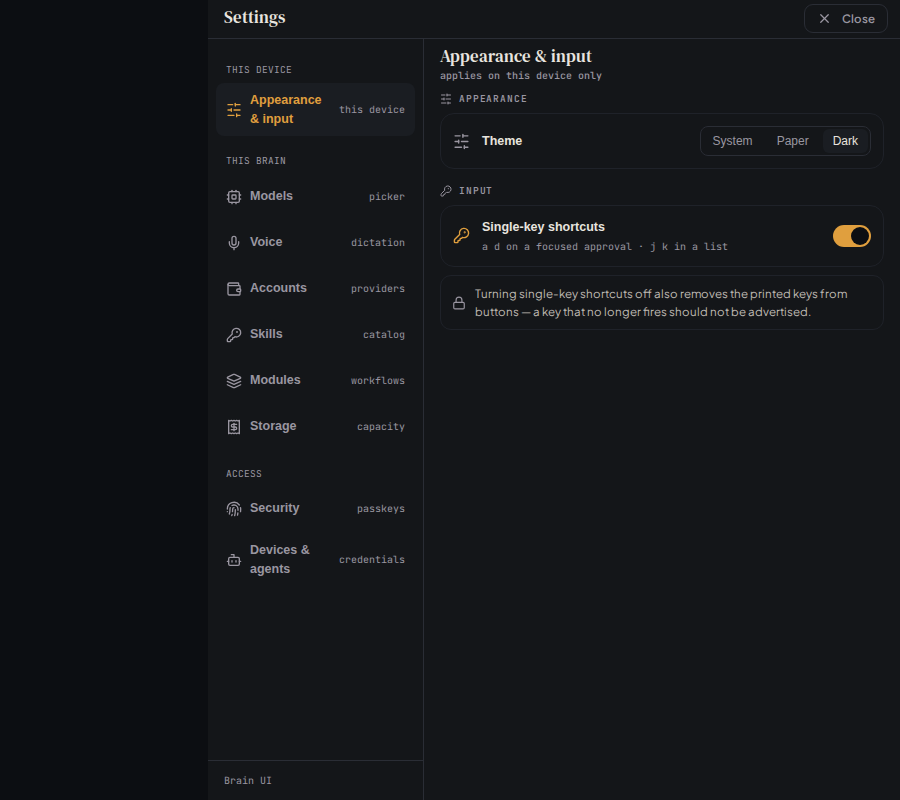 Settings
Close
THIS DEVICE
Appearance & input
this device
THIS BRAIN
Models
picker
Voice
dictation
Accounts
providers
Skills
catalog
Modules
workflows
Storage
capacity
ACCESS
Security
passkeys
Devices & agents
credentials
Brain UI
Appearance & input
applies on this device only
APPEARANCE
Theme
System
Paper
Dark
INPUT
Single-key shortcuts
a d on a focused approval · j k in a list
Turning single-key shortcuts off also removes the printed keys from
buttons — a key that no longer fires should not be advertised.